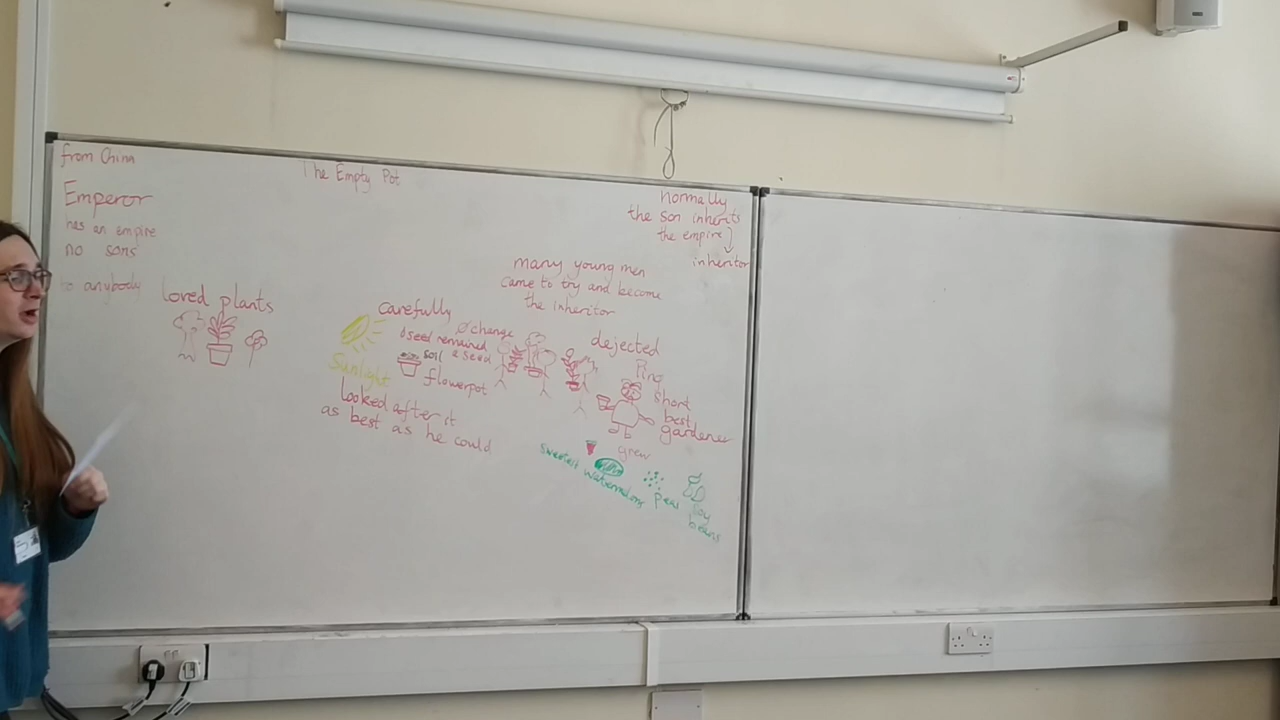 from China
The Empty Pot
Emperor
has an empire
no sons
to anybody
loved plants
normally
the son inherits
the empire
inheritor
many young men
came to try and become
the inheritor
carefully
Ø change
seed remained
a seed
soil
flowerpot
Sunlight
looked after it
as best as he could
dejected
Ping
short
best
gardener
grew
sweetest watermelons
peas
soy
beans